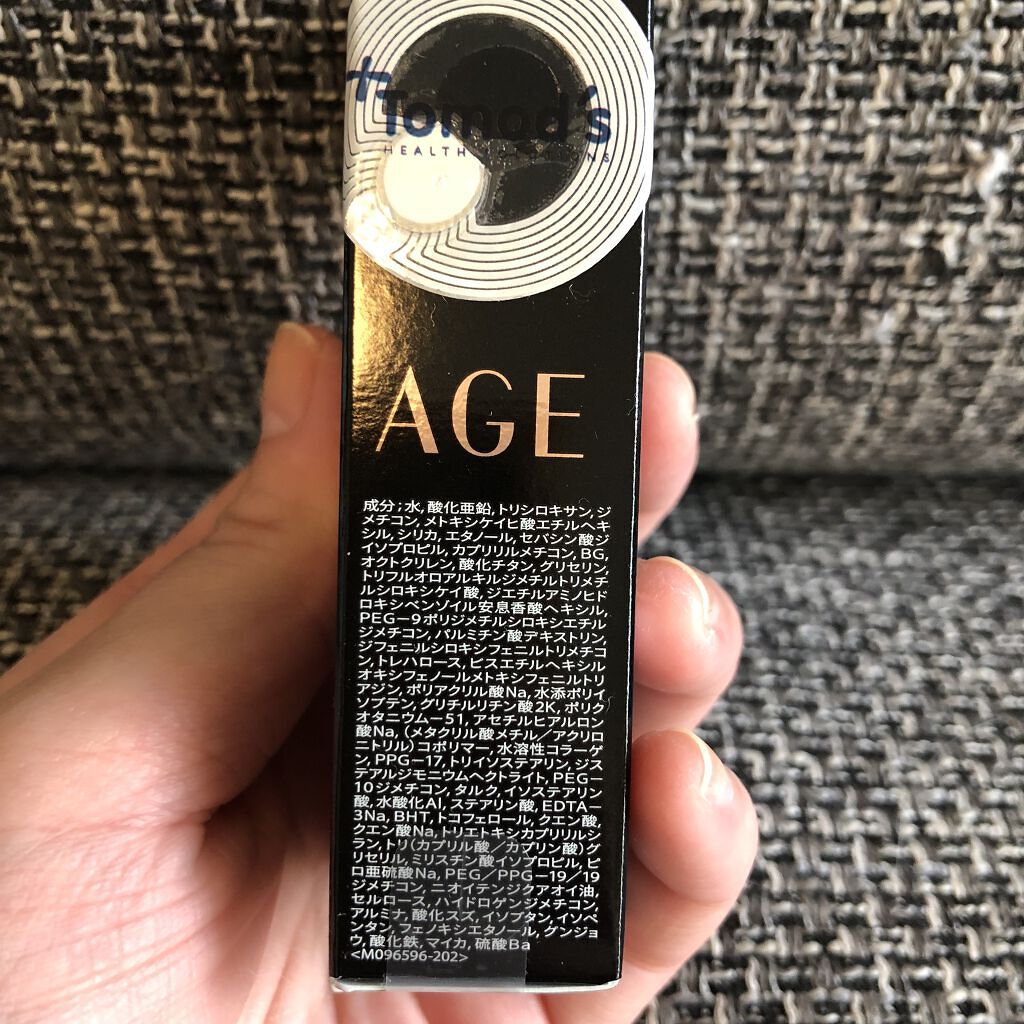 Tomod's
HEALTH
AGE
成分;水,酸化亜鉛,トリシロキサン,ジ
メチコン,メトキシケイヒ酸エチルヘキ
シル,シリカ,エタノール,セバシン酸ジ
イソプロピル,カプリリルメチコン,BG,
オクトクリレン,酸化チタン,グリセリン,
トリフルオロアルキルジメチルトリメチ
ルシロキシケイ酸,ジエチルアミノヒド
ロキシベンゾイル安息香酸ヘキシル,
PEG−9ポリジメチルシロキシエチル
ジメチコン,パルミチン酸デキストリン,
ジフェニルシロキシフェニルトリメチコ
ン,トレハロース,ビスエチルヘキシル
オキシフェノールメトキシフェニルトリ
アジン,ポリアクリル酸Na,水添ポリイ
ソブテン,グリチルリチン酸2K,ポリク
オタニウム−51,アセチルヒアルロン
酸Na,(メタクリル酸メチル/アクリロ
ニトリル)コポリマー,水溶性コラーゲ
ン,PPG−17,トリイソステアリン,ジス
テアルジモニウムヘクトライト,PEG−
10ジメチコン,タルク,イソステアリン
酸,水酸化Al,ステアリン酸,EDTA−
3Na,BHT,トコフェロール,クエン酸,
クエン酸Na,トリエトキシカプリリルシ
ラン,トリ(カプリル酸/カプリン酸)グ
リセリル,ミリスチン酸イソプロピル,ピ
ロ亜硫酸Na,PEG/PPG−19/19
ジメチコン,ニオイテンジクアオイ油,
セルロース,ハイドロゲンジメチコン,
アルミナ,酸化スズ,イソブタン,イソペ
ンタン,フェノキシエタノール,グンジョ
ウ,酸化鉄,マイカ,硫酸Ba
<M096596-202>